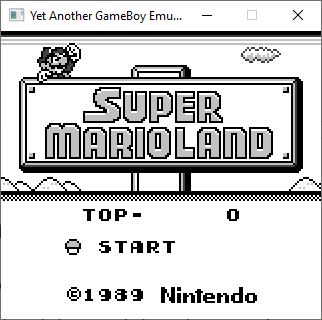 Yet Another GameBoy Emu...
SUPER
MARIOLAND
TOP- 0
START
©1989 Nintendo